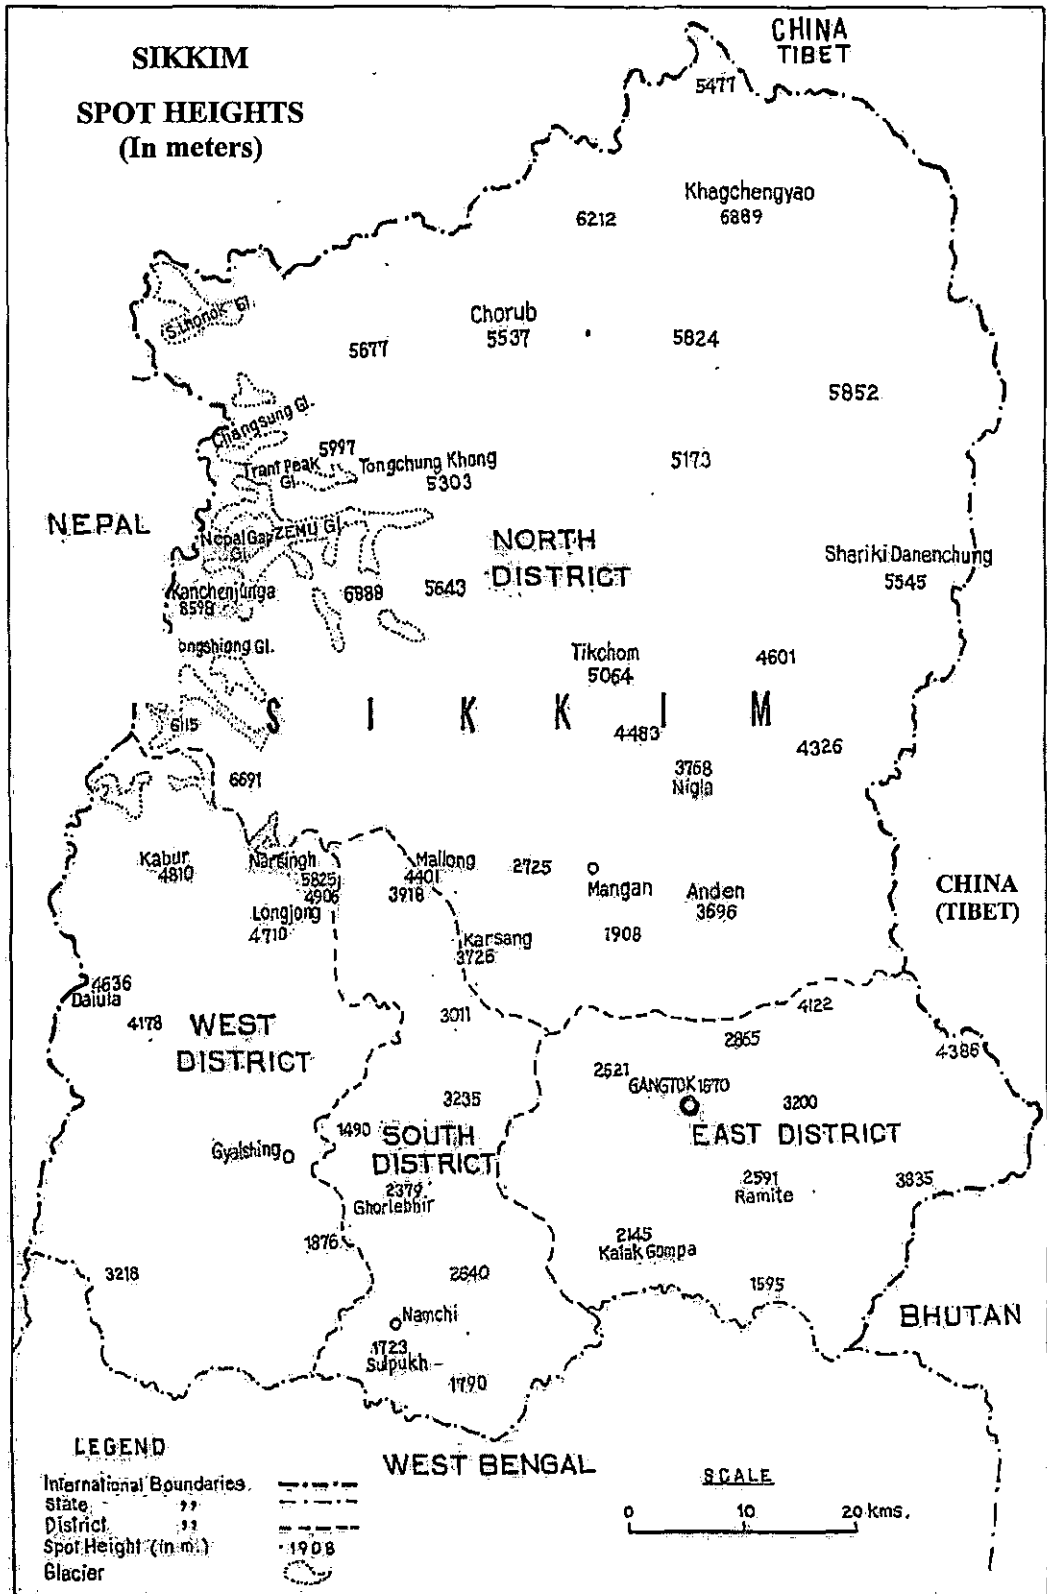 SIKKIM
SPOT HEIGHTS
(In meters)
CHINA
TIBET
5477
Khagchengyao
6889
6212
S.Lhonok Gl.
Chorub
5537
5677
5824
5852
Changsung Gl.
5997
Trant Peak
Gl.
Tongchung Khong
5303
5173
NEPAL
Nepal Gap
Gl.
ZEMU Gl.
NORTH
DISTRICT
Shariki Danenchung
5545
Kanchenjunga
8598
6888
5643
ongshiong Gl.
Tikchom
5064
4601
SIKKIM
6115
4483
4326
6691
3768
Nigla
Kabur
4810
Narsingh
5825
4906
Mallong
4401
3918
2725
Mangan
Anden
3696
CHINA
(TIBET)
Longjong
4710
1908
Karsang
3726
4636
Daiula
4178
WEST
DISTRICT
3011
4122
2865
4386
2621
GANGTOK 1670
3235
3200
1490
SOUTH
DISTRICT
EAST DISTRICT
Gyalshing
2379
Ghorlebhir
2591
Ramite
3835
1876
2145
Kalak Gompa
3218
2640
1595
Namchi
BHUTAN
1723
Sulpukh
1790
WEST BENGAL
LEGEND
International Boundaries.
State ,,
District ,,
Spot Height (in m.) ·1908
Glacier
SCALE
0 10 20 kms.